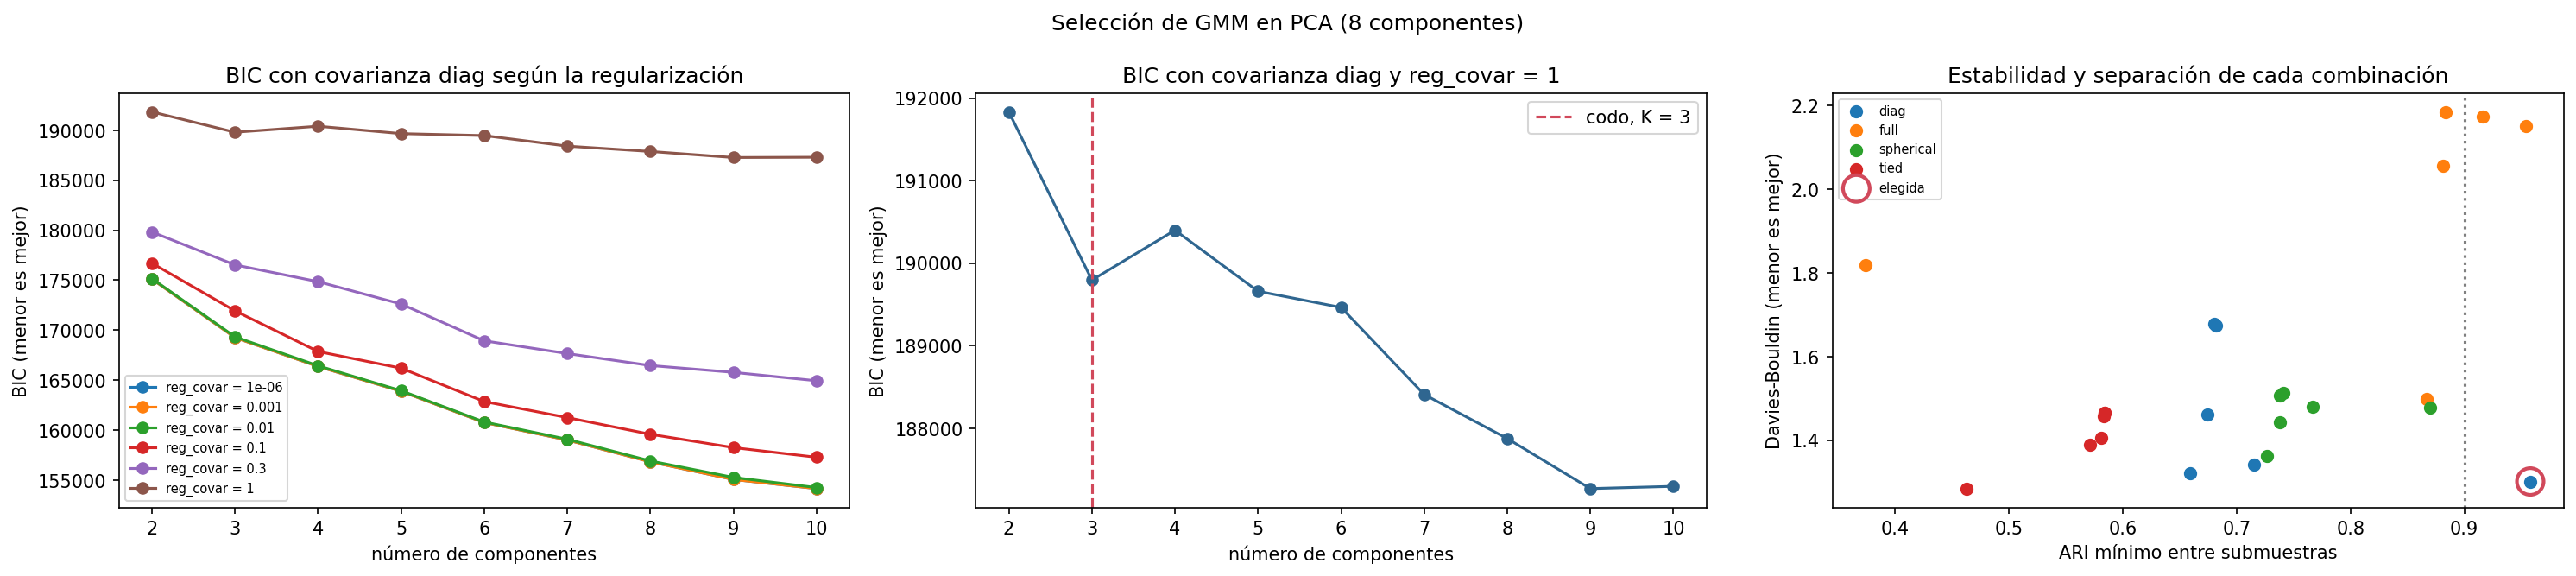 Selección de GMM en PCA (8 componentes)
BIC con covarianza diag según la regularización
BIC (menor es mejor)
190000
185000
180000
175000
170000
165000
160000
155000
reg_covar = 1e-06
reg_covar = 0.001
reg_covar = 0.01
reg_covar = 0.1
reg_covar = 0.3
reg_covar = 1
2 3 4 5 6 7 8 9 10
número de componentes
BIC con covarianza diag y reg_covar = 1
BIC (menor es mejor)
192000
191000
190000
189000
188000
codo, K = 3
2 3 4 5 6 7 8 9 10
número de componentes
Estabilidad y separación de cada combinación
Davies-Bouldin (menor es mejor)
2.2
2.0
1.8
1.6
1.4
diag
full
spherical
tied
elegida
0.4 0.5 0.6 0.7 0.8 0.9
ARI mínimo entre submuestras